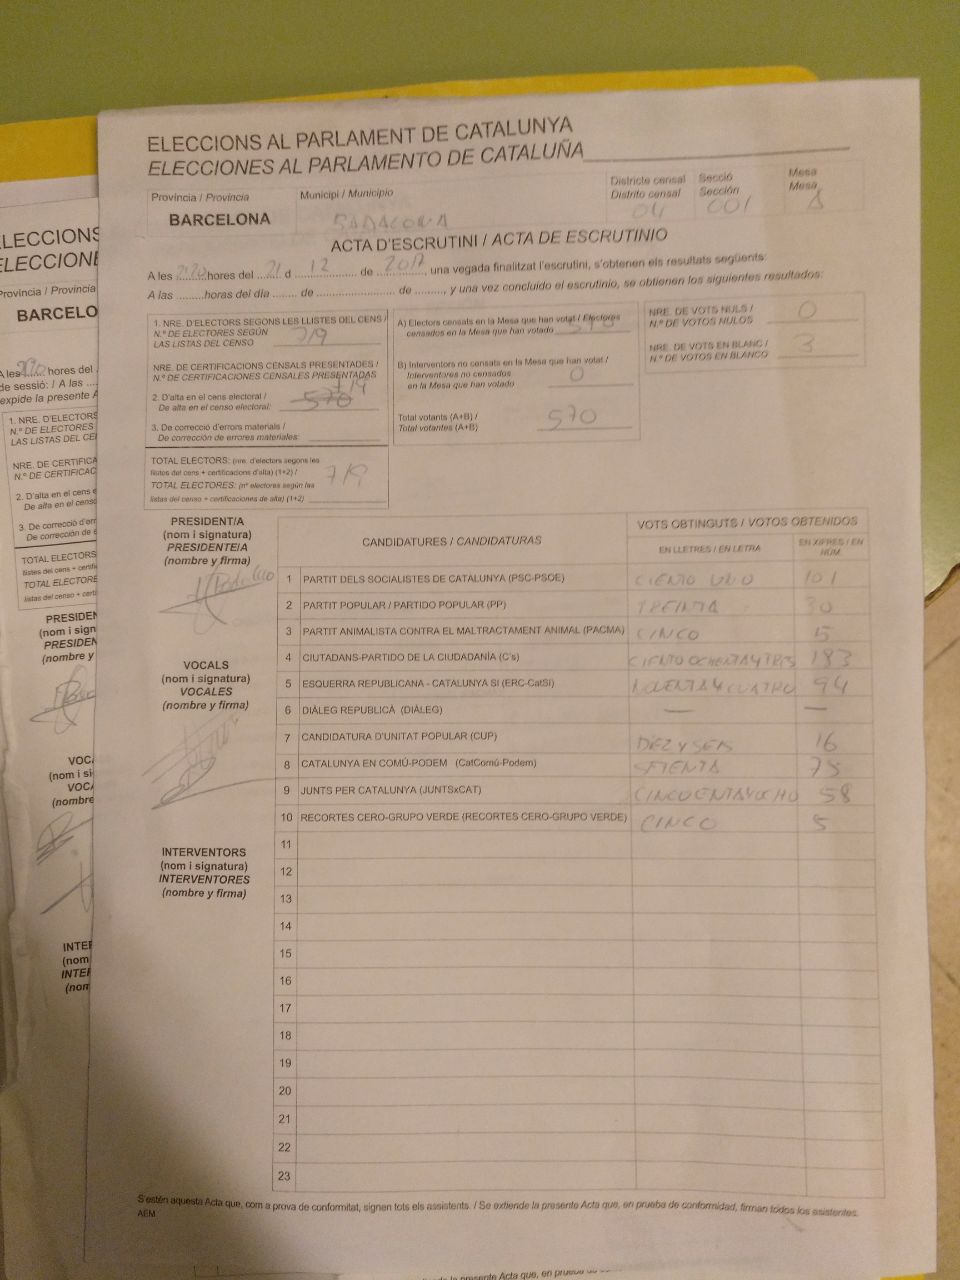 ELECCIONS AL PARLAMENT DE CATALUNYA
ELECCIONES AL PARLAMENTO DE CATALUÑA
Província / Provincia
BARCELONA
Municipi / Municipio
BADALONA
Districte censal
Distrito censal
04
Secció
Sección
001
Mesa
Mesa
A
ACTA D'ESCRUTINI / ACTA DE ESCRUTINIO
A les hores del 21 d 12 de 2017, una vegada finalitzat l'escrutini, s'obtenen els resultats següents:
A las .........horas del día ....... de ...................... de ........., y una vez concluido el escrutinio, se obtienen los siguientes resultados:
1. NRE. D'ELECTORS SEGONS LES LLISTES DEL CENS /
N.º DE ELECTORES SEGÚN
LAS LISTAS DEL CENSO 719
NRE. DE CERTIFICACIONS CENSALS PRESENTADES /
N.º DE CERTIFICACIONES CENSALES PRESENTADAS
2. D'alta en el cens electoral /
De alta en el censo electoral: 570 719
3. De correcció d'errors materials /
De corrección de errores materiales:
TOTAL ELECTORS: (nre. d'electors segons les
llistes del cens + certificacions d'alta) (1+2) /
TOTAL ELECTORES: (nº electores según las
listas del censo + certificaciones de alta) (1+2)
719
A) Electors censats en la Mesa que han votat / Electores
censados en la Mesa que han votado 570
B) Interventors no censats en la Mesa que han votat /
Interventores no censados
en la Mesa que han votado 0
Total votants (A+B) /
Total votantes (A+B) 570
NRE. DE VOTS NULS /
N.º DE VOTOS NULOS 0
NRE. DE VOTS EN BLANC /
N.º DE VOTOS EN BLANCO 3
PRESIDENT/A
(nom i signatura)
PRESIDENTE/A
(nombre y firma)
VOCALS
(nom i signatura)
VOCALES
(nombre y firma)
INTERVENTORS
(nom i signatura)
INTERVENTORES
(nombre y firma)
CANDIDATURES / CANDIDATURAS
VOTS OBTINGUTS / VOTOS OBTENIDOS
EN LLETRES / EN LETRA
EN XIFRES / EN NÚM.
1 PARTIT DELS SOCIALISTES DE CATALUNYA (PSC-PSOE) CIENTO UNO 101
2 PARTIT POPULAR / PARTIDO POPULAR (PP) TREINTA 30
3 PARTIT ANIMALISTA CONTRA EL MALTRACTAMENT ANIMAL (PACMA) CINCO 5
4 CIUTADANS-PARTIDO DE LA CIUDADANÍA (C's) CIENTO OCHENTA Y TRES 183
5 ESQUERRA REPUBLICANA - CATALUNYA SÍ (ERC-CatSí) NOVENTA Y CUATRO 94
6 DIÀLEG REPUBLICÀ (DIÀLEG) — —
7 CANDIDATURA D'UNITAT POPULAR (CUP) DIEZ Y SEIS 16
8 CATALUNYA EN COMÚ-PODEM (CatComú-Podem) SETENTA 75
9 JUNTS PER CATALUNYA (JUNTSxCAT) CINCUENTA Y OCHO 58
10 RECORTES CERO-GRUPO VERDE (RECORTES CERO-GRUPO VERDE) CINCO 5
11
12
13
14
15
16
17
18
19
20
21
22
23
S'estén aquesta Acta que, com a prova de conformitat, signen tots els assistents. / Se extiende la presente Acta que, en prueba de conformidad, firman todos los asistentes.
AEM